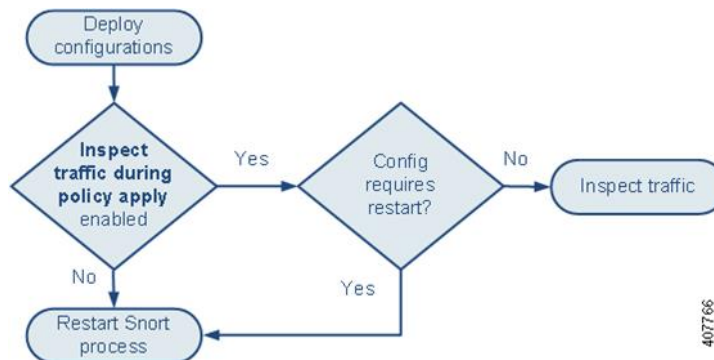 Deploy
configurations
Inspect
traffic during
policy apply
enabled
Yes
Config
requires
restart?
No
Inspect traffic
No
Yes
Restart Snort
process
407766